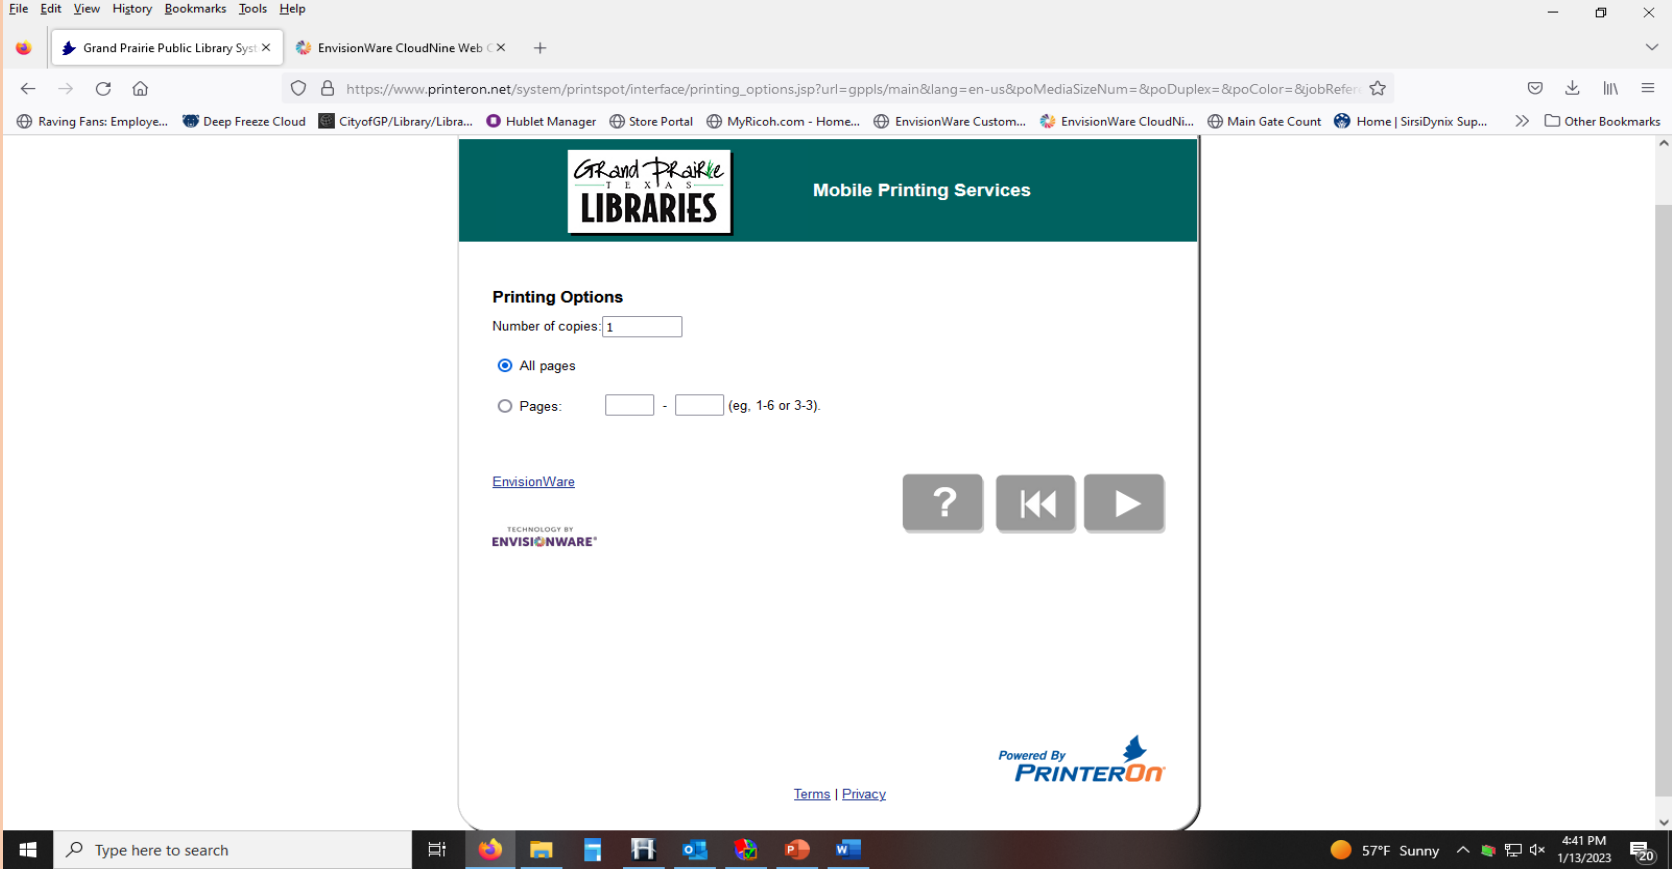 File Edit View History Bookmarks Tools Help
Grand Prairie Public Library Syst
EnvisionWare CloudNine Web C
https://www.printeron.net/system/printspot/interface/printing_options.jsp?url=gppls/main&lang=en-us&poMediaSizeNum=&poDuplex=&poColor=&jobRefer
Raving Fans: Employe... Deep Freeze Cloud CityofGP/Library/Libra... Hublet Manager Store Portal MyRicoh.com - Home... EnvisionWare Custom... EnvisionWare CloudNi... Main Gate Count Home | SirsiDynix Sup... Other Bookmarks
Grand Prairie
TEXAS
LIBRARIES
Mobile Printing Services
Printing Options
Number of copies: 1
All pages
Pages: - (eg, 1-6 or 3-3).
EnvisionWare
?
TECHNOLOGY BY
ENVISIONWARE®
Powered By
PRINTERON
Terms | Privacy
Type here to search
57°F Sunny
4:41 PM
1/13/2023
20